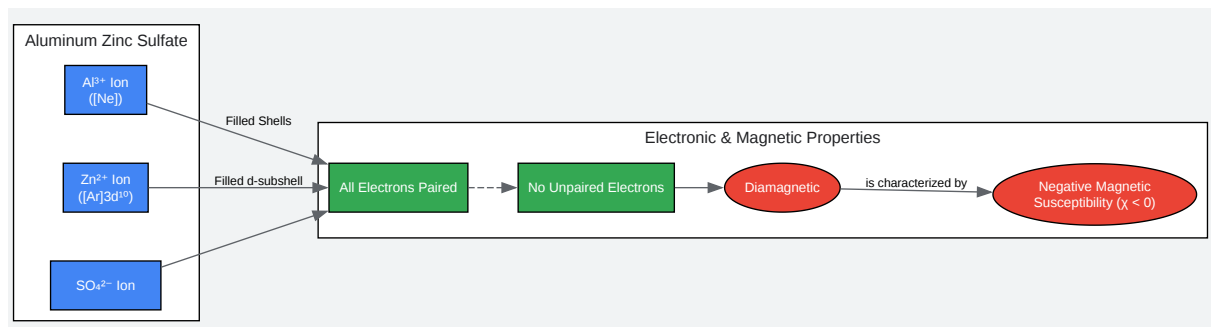 Aluminum Zinc Sulfate
Al³⁺ Ion
([Ne])
Filled Shells
Electronic & Magnetic Properties
Zn²⁺ Ion
([Ar]3d¹⁰)
Filled d-subshell
All Electrons Paired
No Unpaired Electrons
Diamagnetic
is characterized by
Negative Magnetic
Susceptibility (χ < 0)
SO₄²⁻ Ion